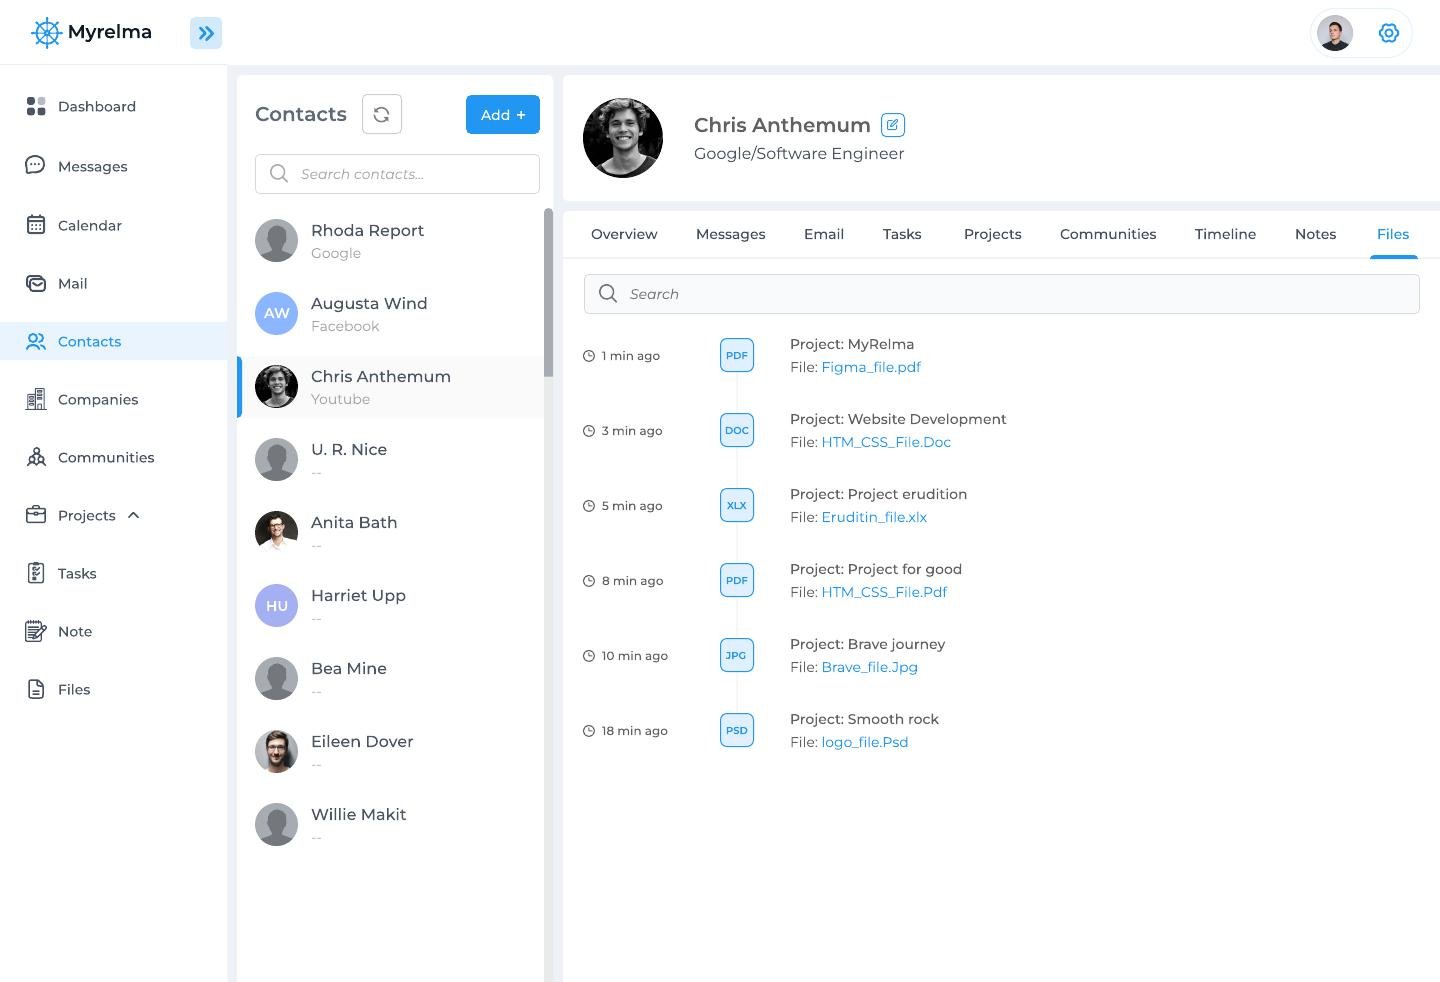 Myrelma
Dashboard
Messages
Calendar
Mail
Contacts
Companies
Communities
Projects
Tasks
Note
Files
Contacts
Add +
Search contacts...
Rhoda Report
Google
AW
Augusta Wind
Facebook
Chris Anthemum
Youtube
U. R. Nice
--
Anita Bath
--
HU
Harriet Upp
--
Bea Mine
--
Eileen Dover
--
Willie Makit
--
Chris Anthemum
Google/Software Engineer
Overview Messages Email Tasks Projects Communities Timeline Notes Files
Search
1 min ago
PDF
Project: MyRelma
File: Figma_file.pdf
3 min ago
DOC
Project: Website Development
File: HTM_CSS_File.Doc
5 min ago
XLX
Project: Project erudition
File: Eruditin_file.xlx
8 min ago
PDF
Project: Project for good
File: HTM_CSS_File.Pdf
10 min ago
JPG
Project: Brave journey
File: Brave_file.Jpg
18 min ago
PSD
Project: Smooth rock
File: logo_file.Psd